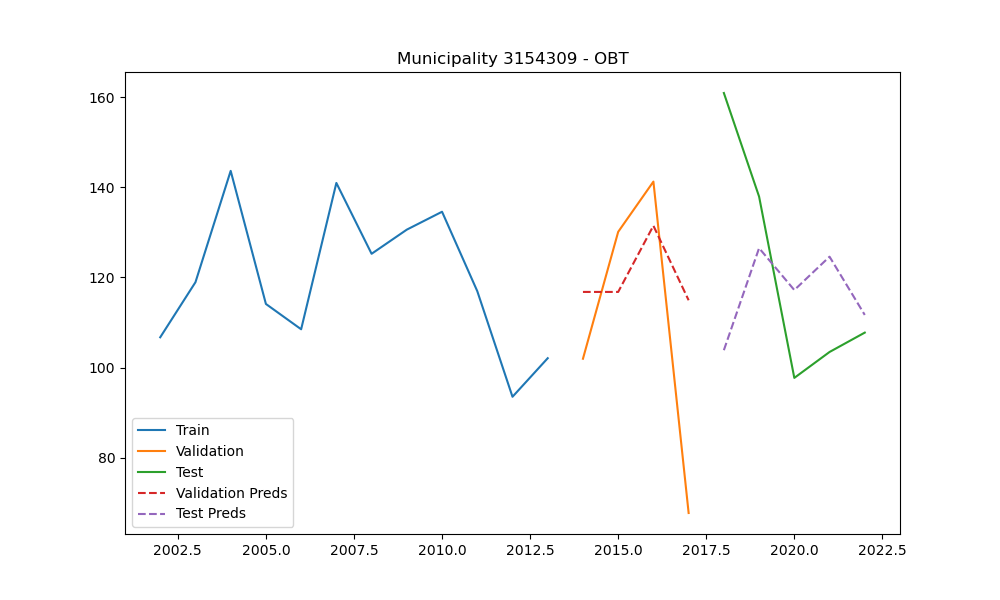 Municipality 3154309 - OBT
160
140
120
100
80
Train
Validation
Test
Validation Preds
Test Preds
2002.5 2005.0 2007.5 2010.0 2012.5 2015.0 2017.5 2020.0 2022.5